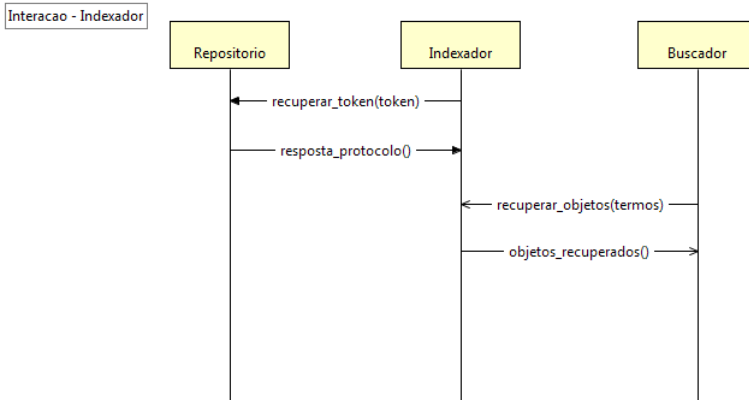 Interacao - Indexador
Repositorio
Indexador
Buscador
recuperar_token(token)
resposta_protocolo()
recuperar_objetos(termos)
objetos_recuperados()